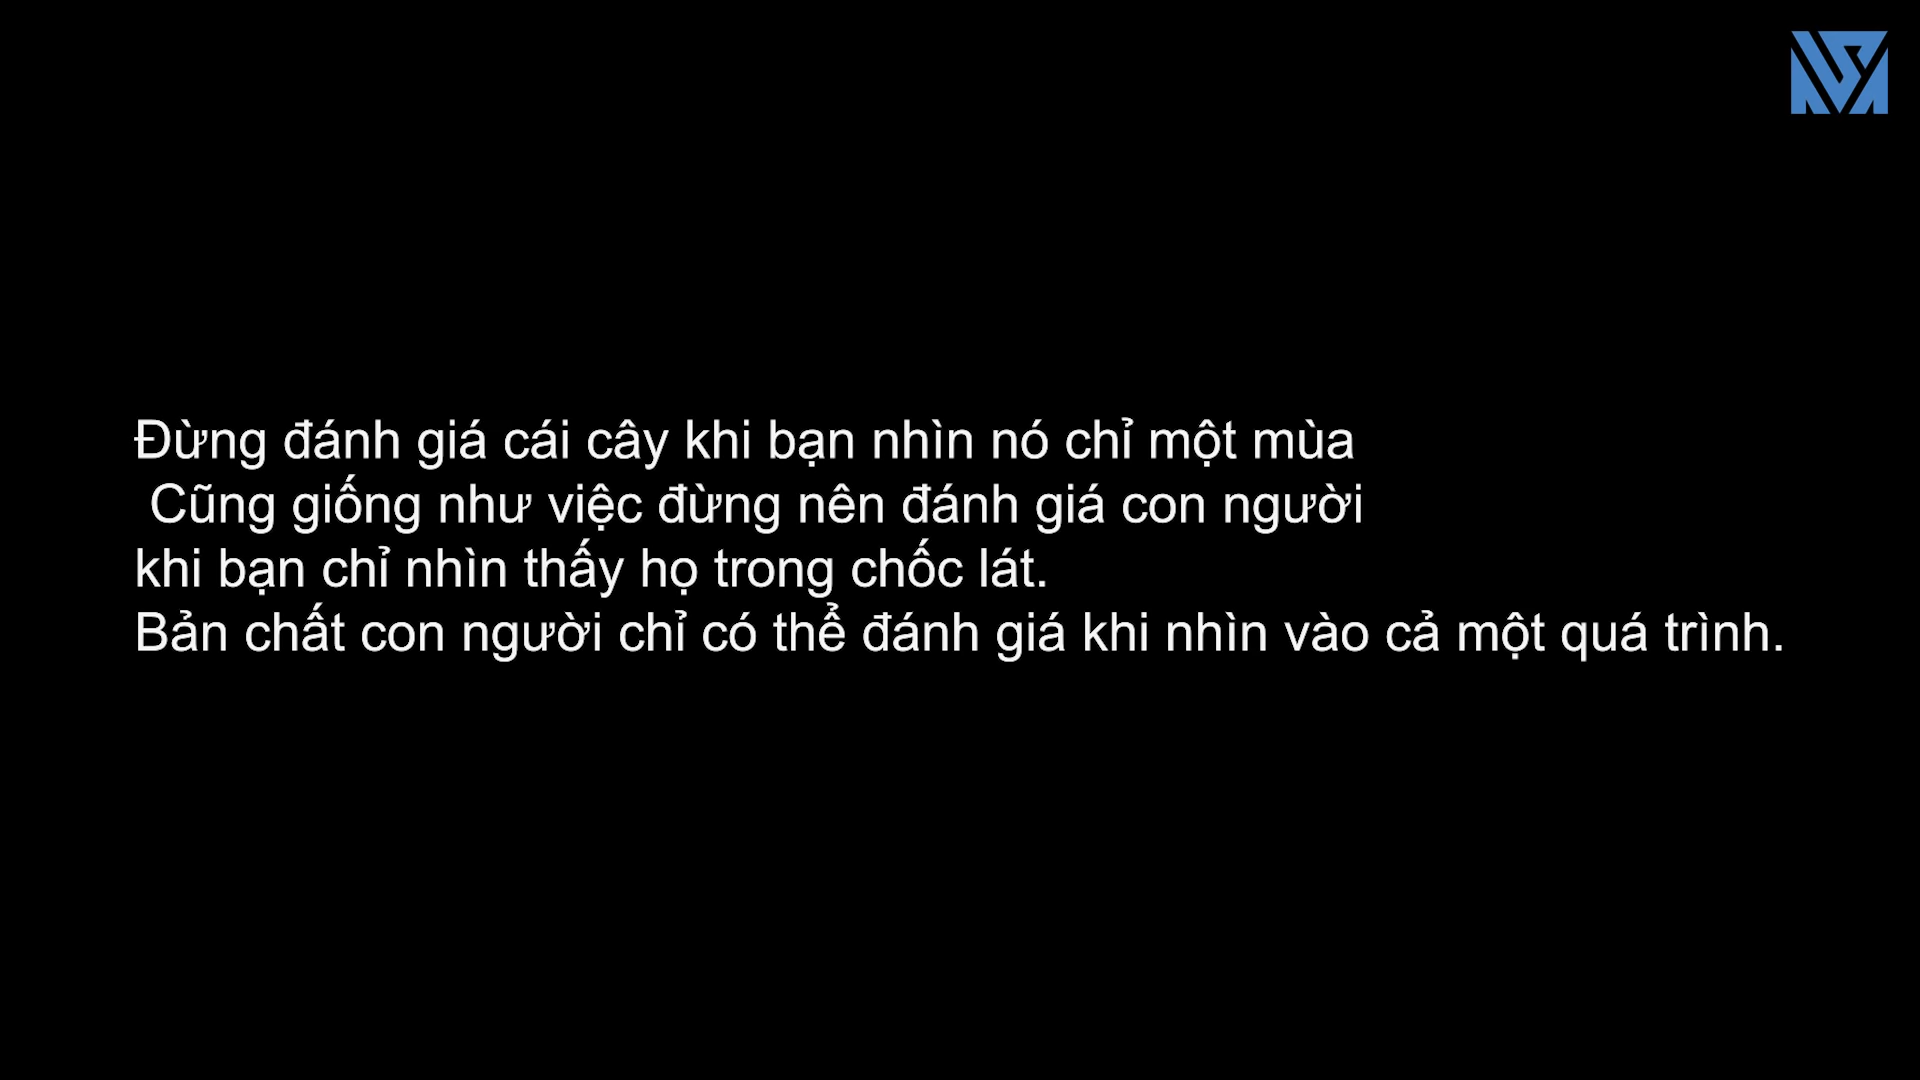 Đừng đánh giá cái cây khi bạn nhìn nó chỉ một mùa
Cũng giống như việc đừng nên đánh giá con người
khi bạn chỉ nhìn thấy họ trong chốc lát.
Bản chất con người chỉ có thể đánh giá khi nhìn vào cả một quá trình.